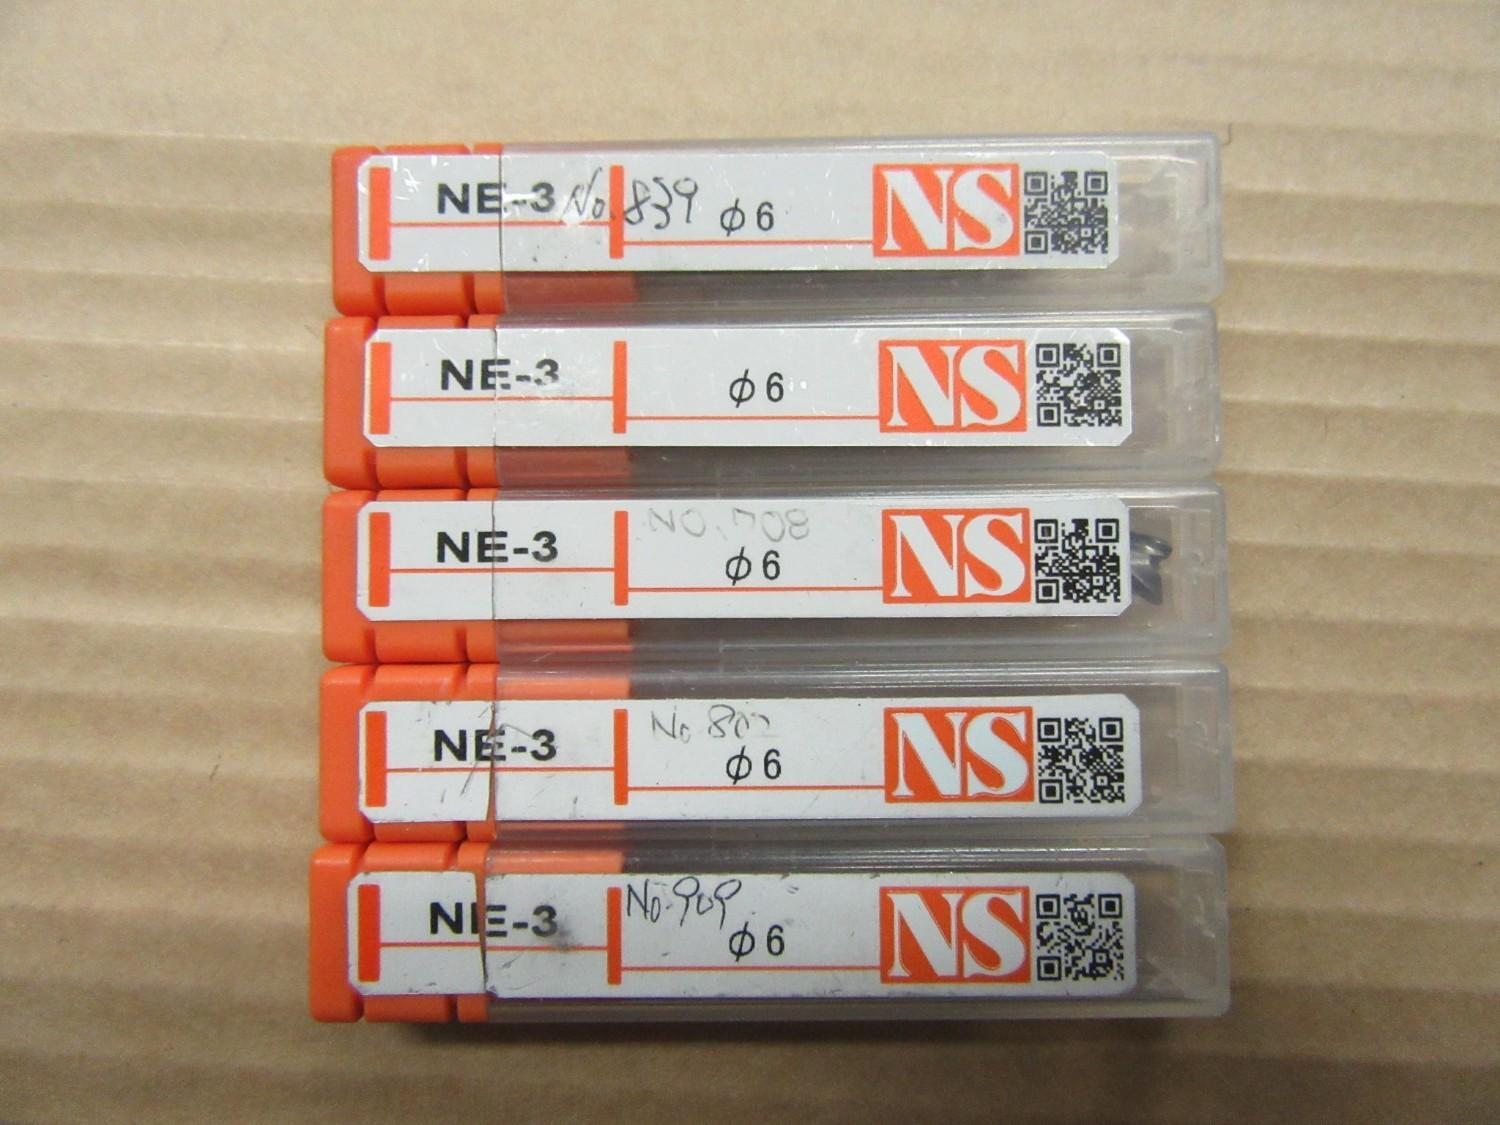 NE-3 No.839 φ6 NS
NE-3 φ6 NS
NO.708
NE-3 φ6 NS
No 802
NE-3 φ6 NS
No.909
NE-3 φ6 NS